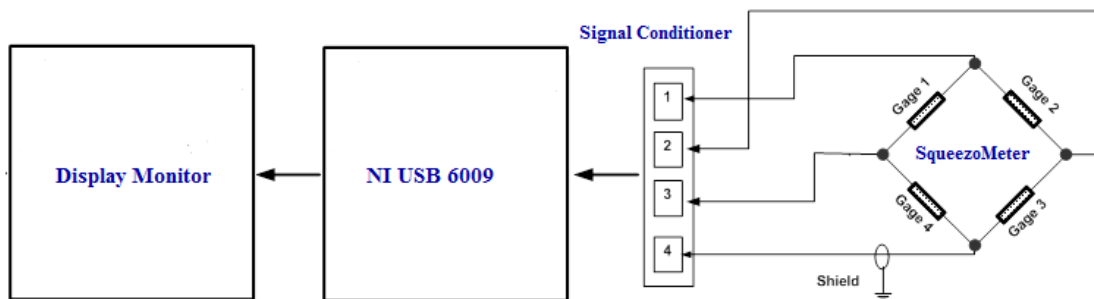 Signal Conditioner
Display Monitor
NI USB 6009
1
2
3
4
Gage 1
Gage 2
SqueezoMeter
Gage 4
Gage 3
Shield